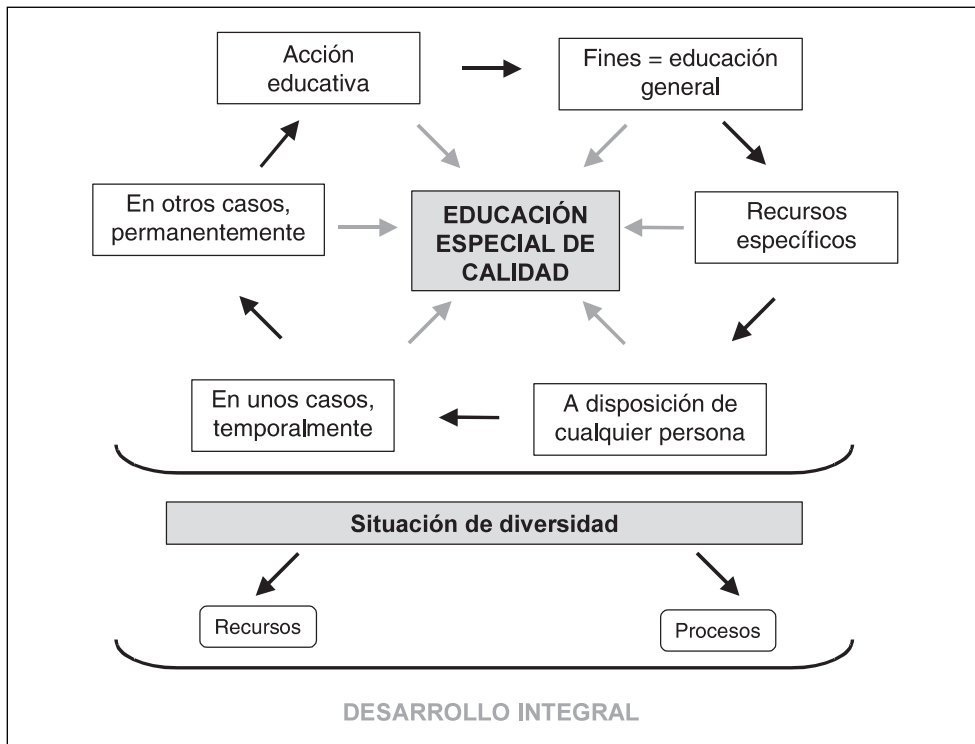 Acción
educativa
Fines = educación
general
En otros casos,
permanentemente
EDUCACIÓN
ESPECIAL DE
CALIDAD
Recursos
específicos
En unos casos,
temporalmente
A disposición de
cualquier persona
Situación de diversidad
Recursos
Procesos
DESARROLLO INTEGRAL